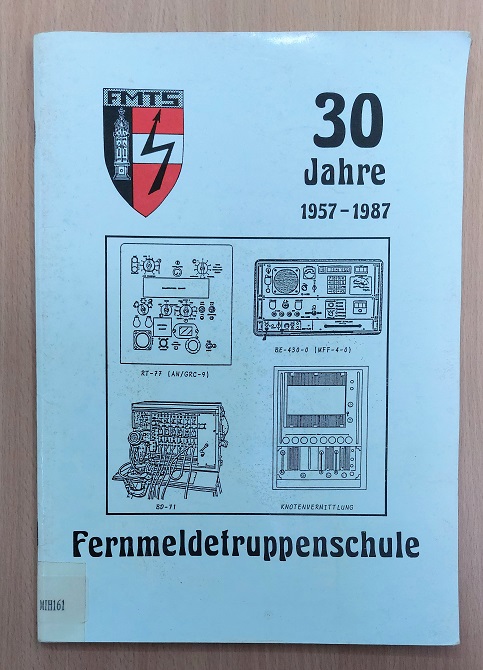 FMTS
30
Jahre
1957-1987
RT-77 (AN/GRC-9)
BE-430-0 (MFF-4-0)
BD-71
KNOTENVERMITTLUNG
Fernmeldetruppenschule
MIH161